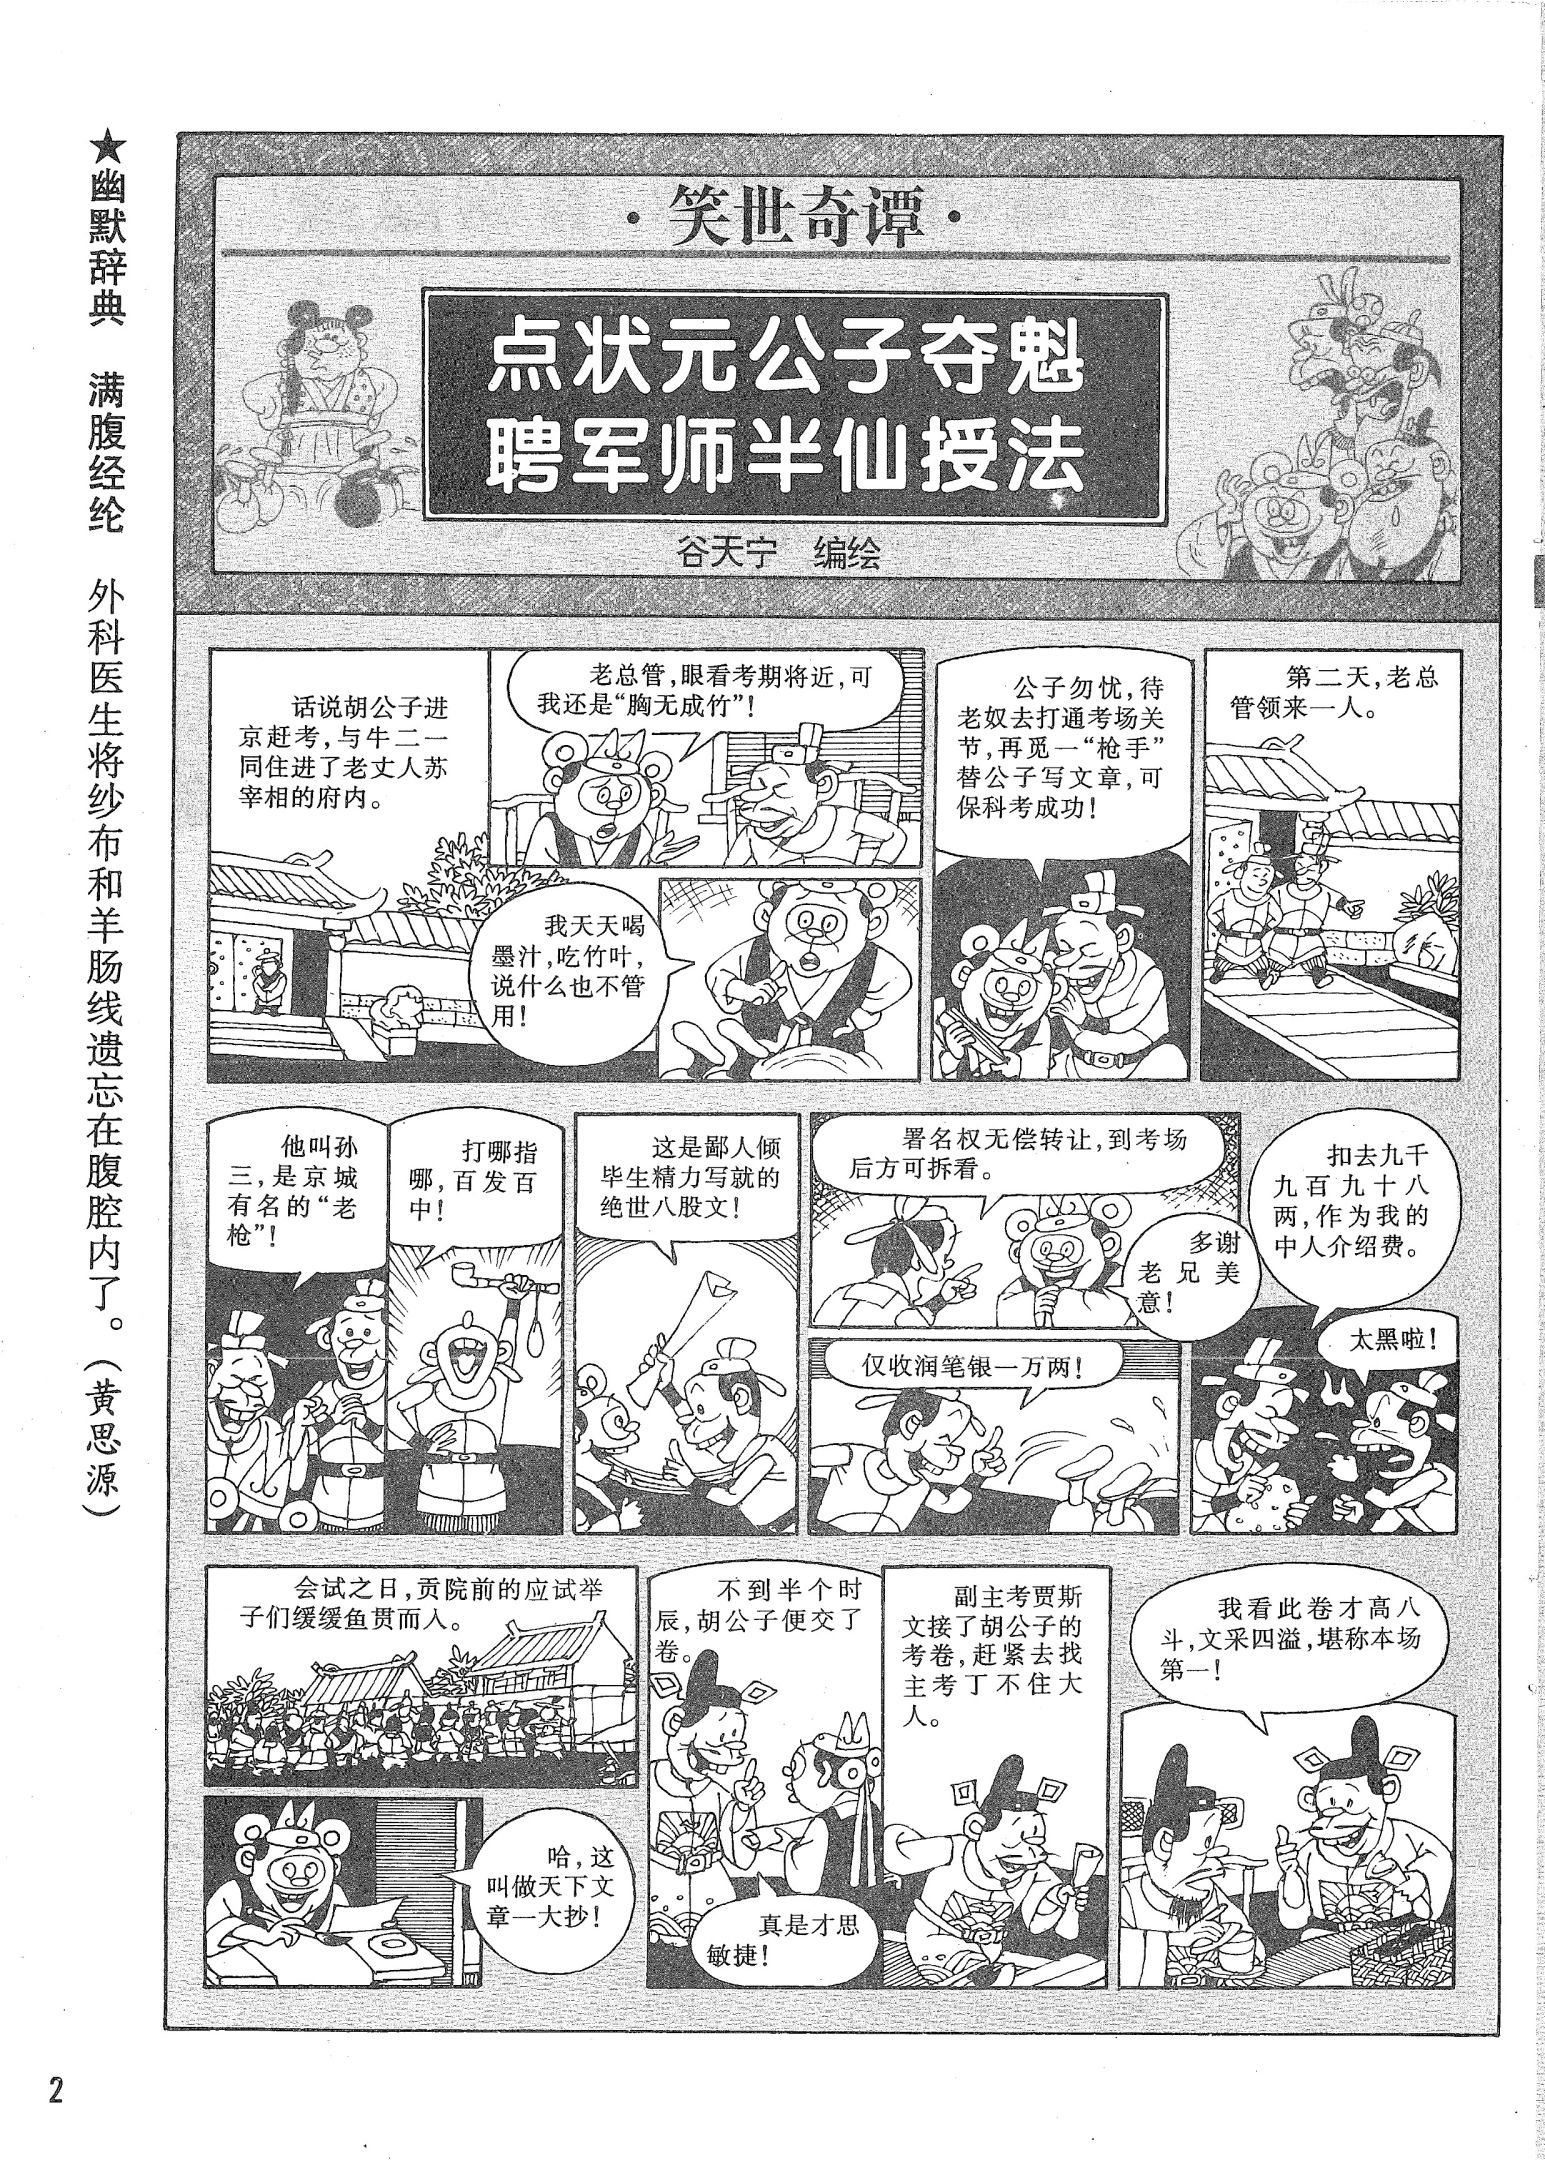 ★幽默辞典　满腹经纶　外科医生将纱布和羊肠线遗忘在腹腔内了。（黄思源）
·笑世奇谭·
点状元公子夺魁
聘军师半仙授法
谷天宁　编绘
话说胡公子进
京赶考，与牛二一
同住进了老丈人苏
宰相的府内。
老总管，眼看考期将近，可
我还是“胸无成竹”！
我天天喝
墨汁，吃竹叶，
说什么也不管
用！
公子勿忧，待
老奴去打通考场关
节，再觅一“枪手”
替公子写文章，可
保科考成功！
第二天，老总
管领来一人。
他叫孙
三，是京城
有名的“老
枪”！
打哪指
哪，百发百
中！
这是鄙人倾
毕生精力写就的
绝世八股文！
署名权无偿转让，到考场
后方可拆看。
多谢
老兄美
意！
仅收润笔银一万两！
扣去九千
九百九十八
两，作为我的
中人介绍费。
太黑啦！
会试之日，贡院前的应试举
子们缓缓鱼贯而人。
哈，这
叫做天下文
章一大抄！
不到半个时
辰，胡公子便交了
卷。
真是才思
敏捷！
副主考贾斯
文接了胡公子的
考卷，赶紧去找
主考丁不住大
人。
我看此卷才高八
斗，文采四溢，堪称本场
第一！
2